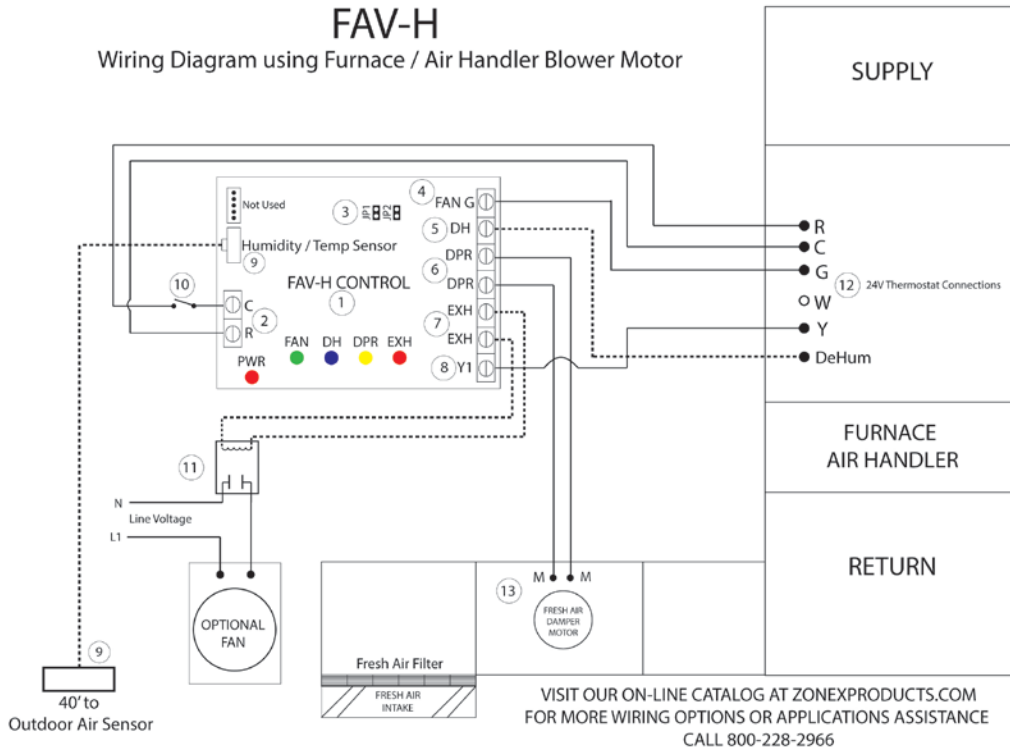 FAV-H
Wiring Diagram using Furnace / Air Handler Blower Motor
SUPPLY
Not Used
3
JP1
JP2
4
FAN G
5
DH
Humidity / Temp Sensor
9
DPR
6
DPR
FAV-H CONTROL
1
10
C
2
R
EXH
7
EXH
FAN DH DPR EXH
PWR
8
Y1
R
C
G
12
24V Thermostat Connections
W
Y
DeHum
FURNACE
AIR HANDLER
11
N
Line Voltage
L1
RETURN
OPTIONAL
FAN
M M
13
FRESH AIR
DAMPER
MOTOR
Fresh Air Filter
FRESH AIR
INTAKE
9
40' to
Outdoor Air Sensor
VISIT OUR ON-LINE CATALOG AT ZONEXPRODUCTS.COM
FOR MORE WIRING OPTIONS OR APPLICATIONS ASSISTANCE
CALL 800-228-2966